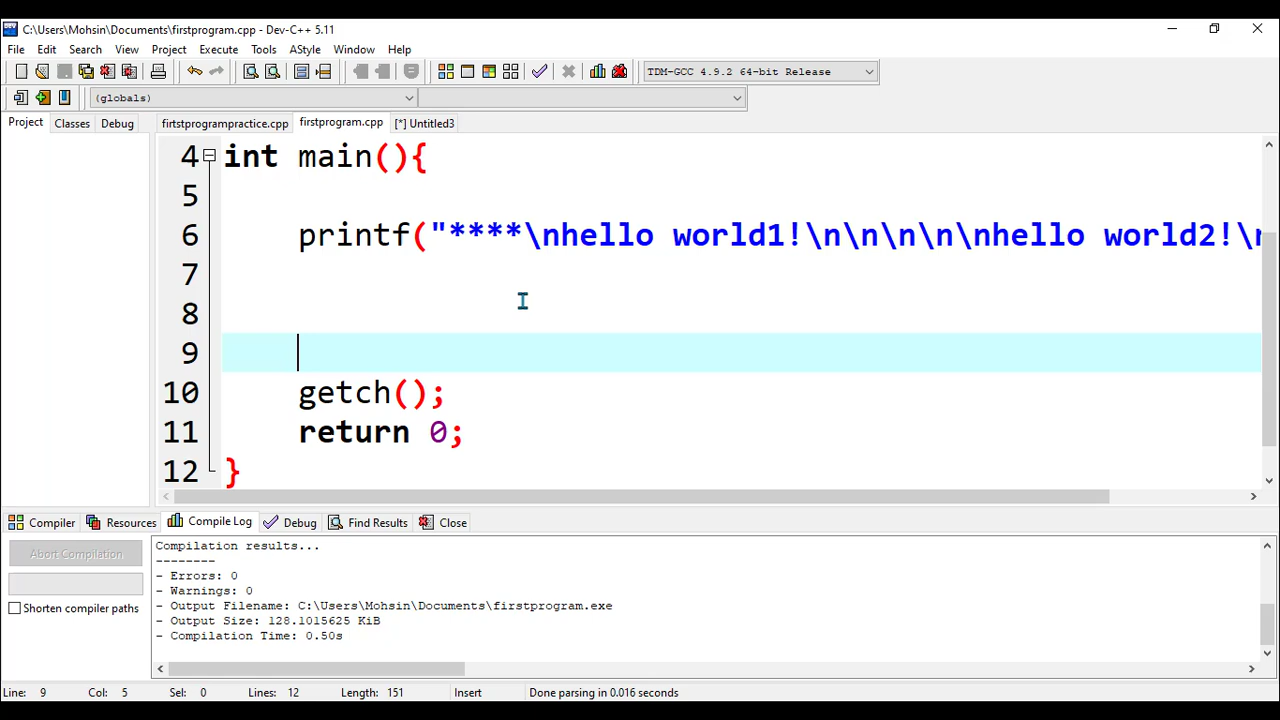 C:\Users\Mohsin\Documents\firstprogram.cpp - Dev-C++ 5.11
File Edit Search View Project Execute Tools AStyle Window Help
TDM-GCC 4.9.2 64-bit Release
(globals)
Project Classes Debug firtstprogrampractice.cpp firstprogram.cpp [*] Untitled3
4 int main(){
5
6 printf("****\nhello world1!\n\n\n\n\nhello world2!\n
7
8
9
10 getch();
11 return 0;
12 }
Compiler Resources Compile Log Debug Find Results Close
Abort Compilation
Shorten compiler paths
Compilation results...
--------
- Errors: 0
- Warnings: 0
- Output Filename: C:\Users\Mohsin\Documents\firstprogram.exe
- Output Size: 128.1015625 KiB
- Compilation Time: 0.50s
Line: 9 Col: 5 Sel: 0 Lines: 12 Length: 151 Insert Done parsing in 0.016 seconds